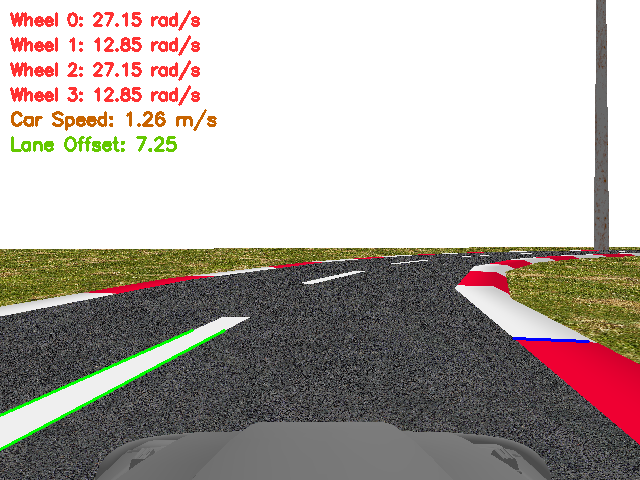 Wheel 0: 27.15 rad/s
Wheel 1: 12.85 rad/s
Wheel 2: 27.15 rad/s
Wheel 3: 12.85 rad/s
Car Speed: 1.26 m/s
Lane Offset: 7.25